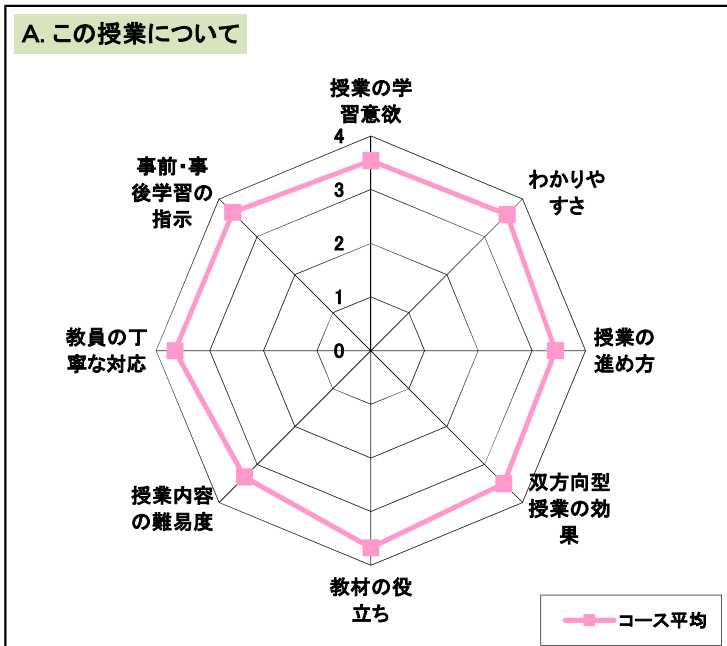 A. この授業について
授業の学
習意欲
4
3
2
1
0
わかりや
すさ
授業の
進め方
双方向型
授業の効
果
教材の役
立ち
授業内容
の難易度
教員の丁
寧な対応
事前・事
後学習の
指示
コース平均